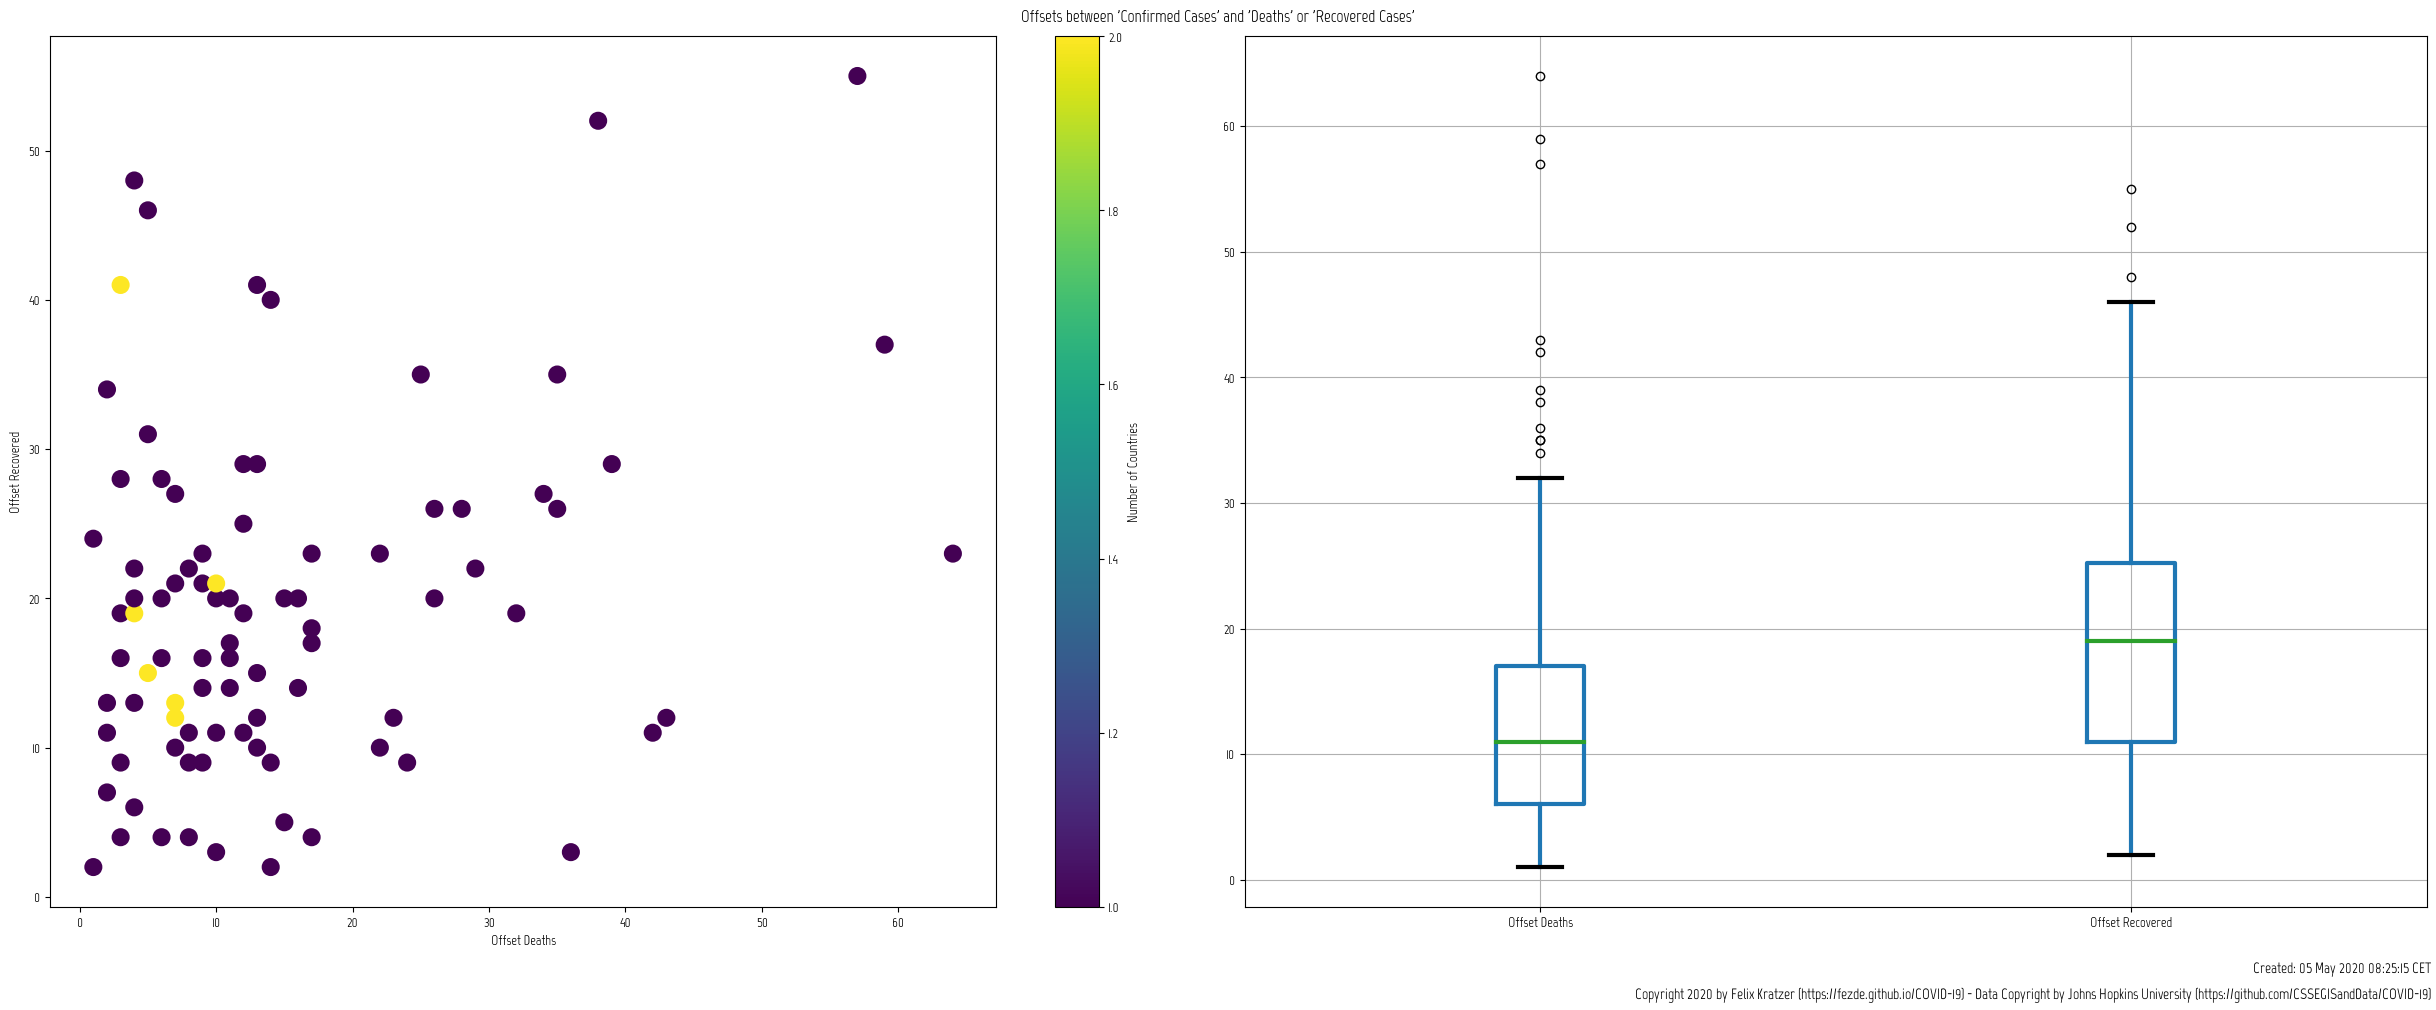 Offsets between 'Confirmed Cases' and 'Deaths' or 'Recovered Cases'
Offset Recovered
50
40
30
20
10
0
0 10 20 30 40 50 60
Offset Deaths
2.0
1.8
1.6
1.4
1.2
1.0
Number of Countries
60
50
40
30
20
10
0
Offset Deaths Offset Recovered
Created: 05 May 2020 08:25:15 CET
Copyright 2020 by Felix Kratzer (https://fezde.github.io/COVID-19) - Data Copyright by Johns Hopkins University (https://github.com/CSSEGISandData/COVID-19)